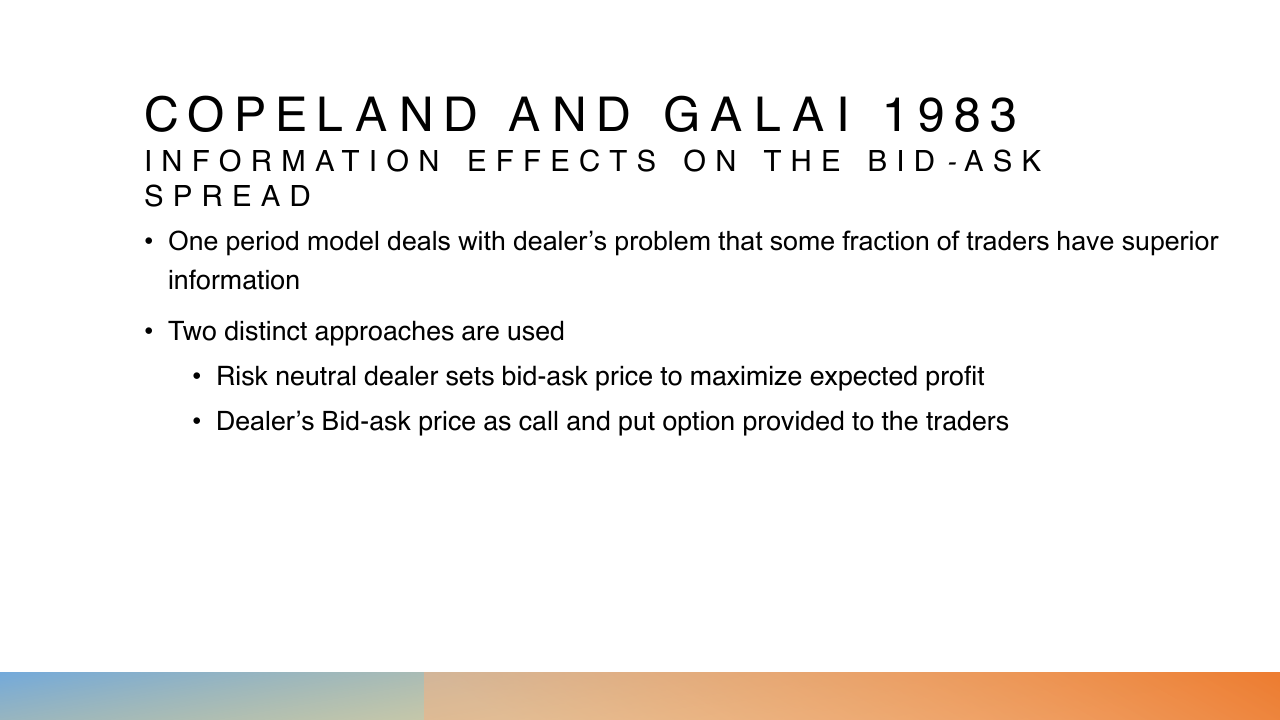 COPELAND AND GALAI 1983
INFORMATION EFFECTS ON THE BID-ASK
SPREAD
• One period model deals with dealer’s problem that some fraction of traders have superior
information
• Two distinct approaches are used
• Risk neutral dealer sets bid-ask price to maximize expected profit
• Dealer’s Bid-ask price as call and put option provided to the traders